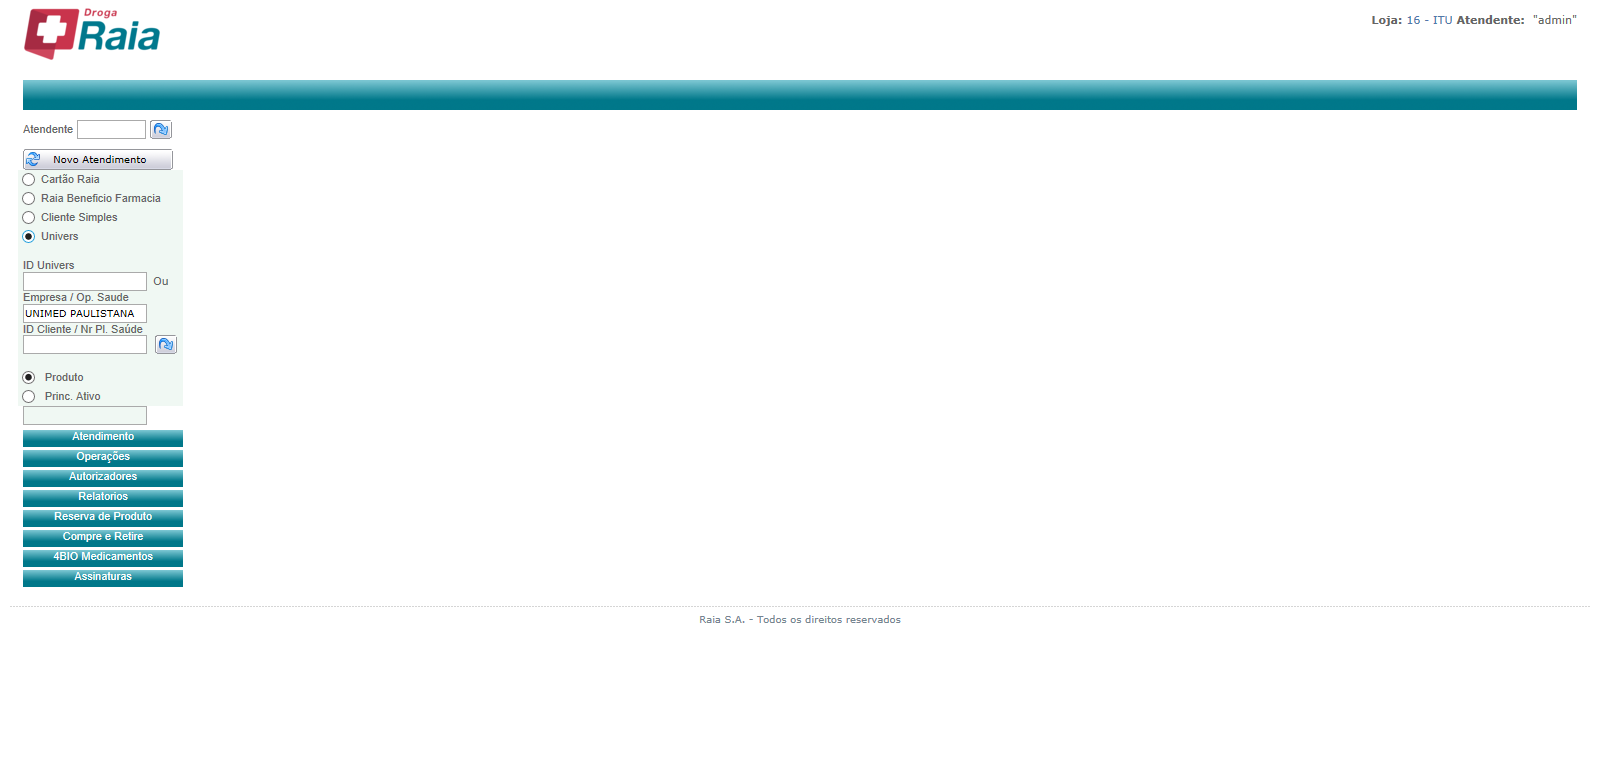 Droga
Raia
Loja: 16 - ITU Atendente: "admin"
Atendente
Novo Atendimento
Cartão Raia
Raia Beneficio Farmacia
Cliente Simples
Univers
ID Univers
Ou
Empresa / Op. Saude
UNIMED PAULISTANA
ID Cliente / Nr Pl. Saúde
Produto
Princ. Ativo
Atendimento
Operações
Autorizadores
Relatorios
Reserva de Produto
Compre e Retire
4BIO Medicamentos
Assinaturas
Raia S.A. - Todos os direitos reservados